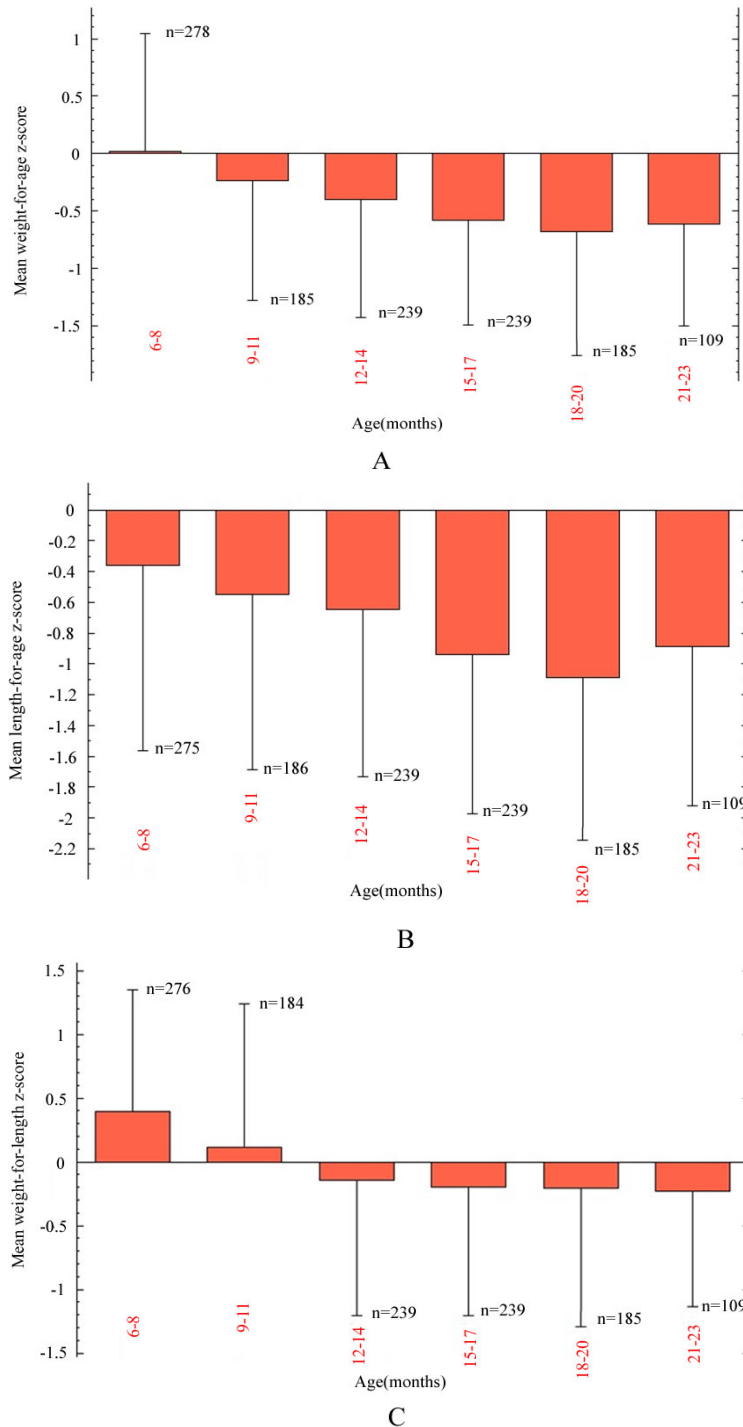 1
n=278
0.5
0
Mean weight-for-age z-score
-0.5
-1
n=185
n=239
n=239
n=185
n=109
-1.5
6-8
9-11
12-14
15-17
18-20
21-23
Age(months)
A
0
-0.2
-0.4
-0.6
-0.8
Mean length-for-age z-score
-1
-1.2
-1.4
-1.6
-1.8
-2
-2.2
n=275
n=186
n=239
n=239
n=185
n=109
6-8
9-11
12-14
15-17
18-20
21-23
Age(months)
B
1.5
n=276
n=184
1
0.5
Mean weight-for-length z-score
0
-0.5
-1
n=239
n=239
n=185
n=109
-1.5
6-8
9-11
12-14
15-17
18-20
21-23
Age(months)
C